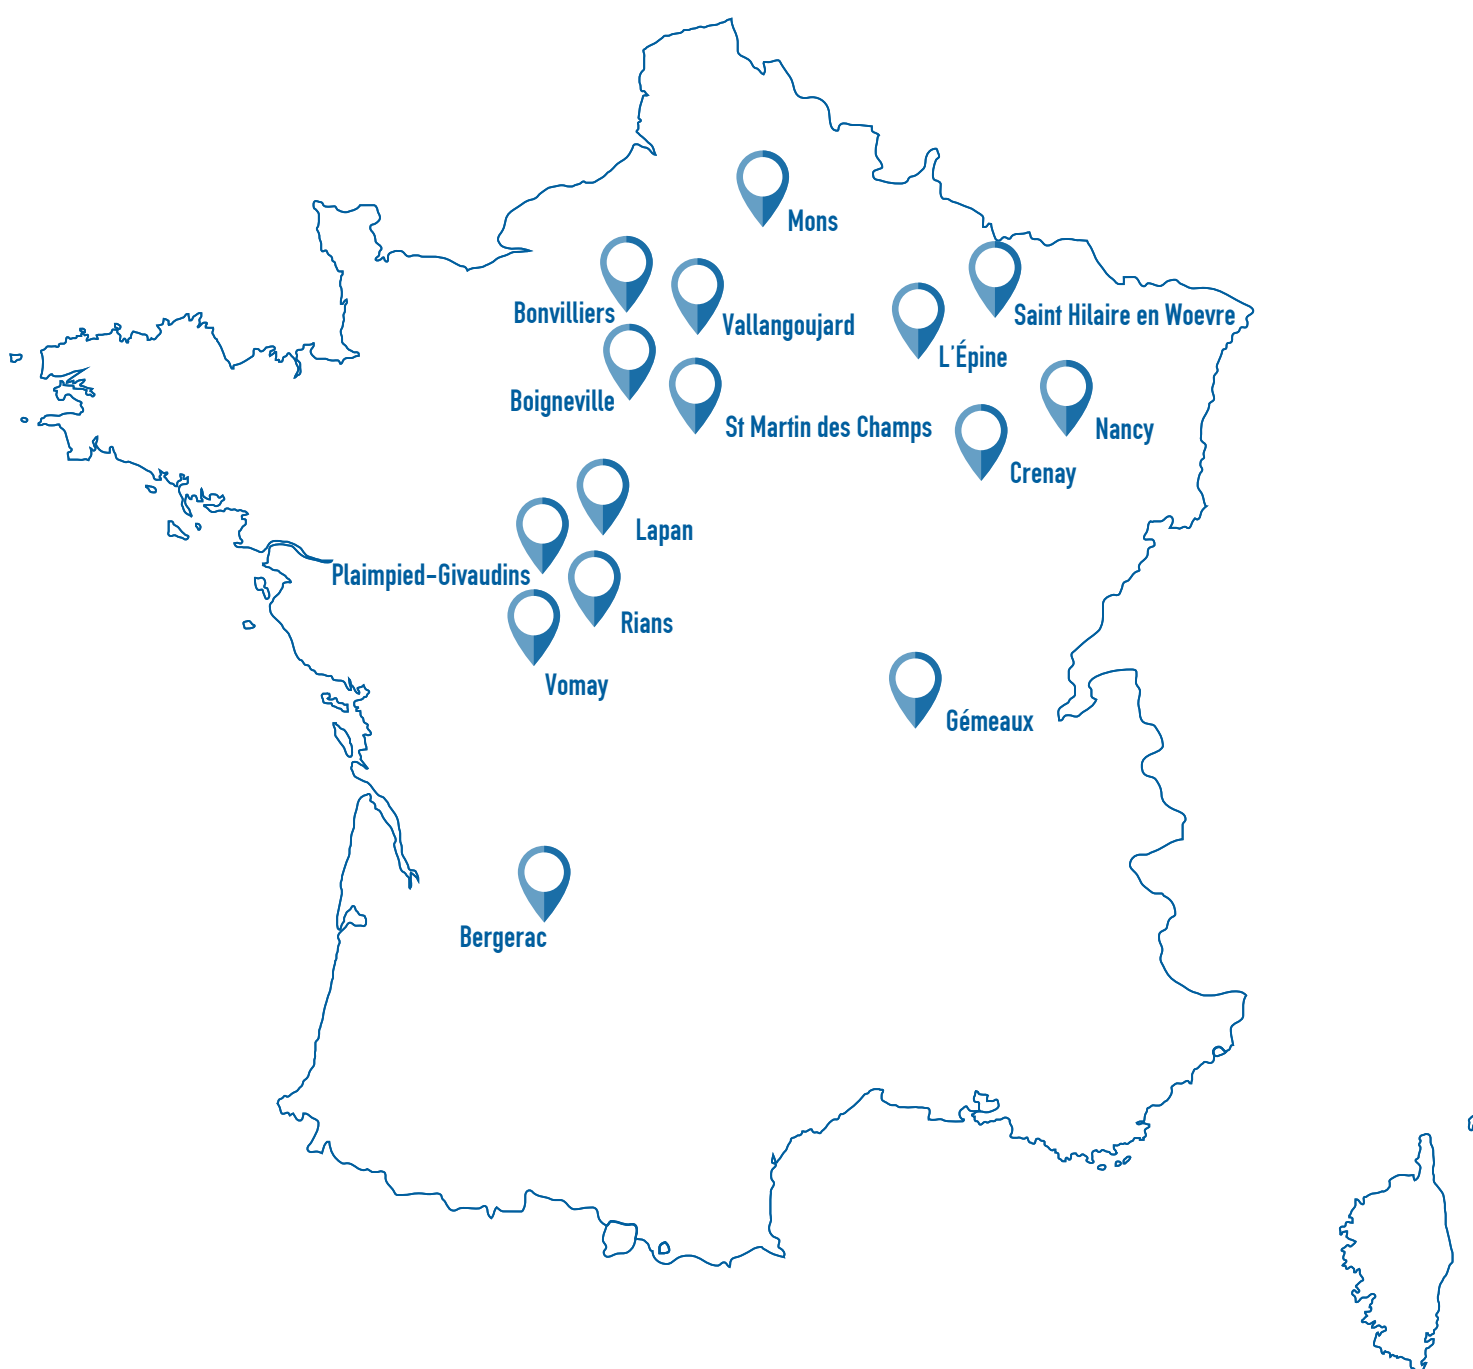 Mons
Bonvilliers
Vallangoujard
Saint Hilaire en Woevre
L'Épine
Boigneville
St Martin des Champs
Nancy
Crenay
Lapan
Plaimpied-Givaudins
Rians
Vomay
Gémeaux
Bergerac